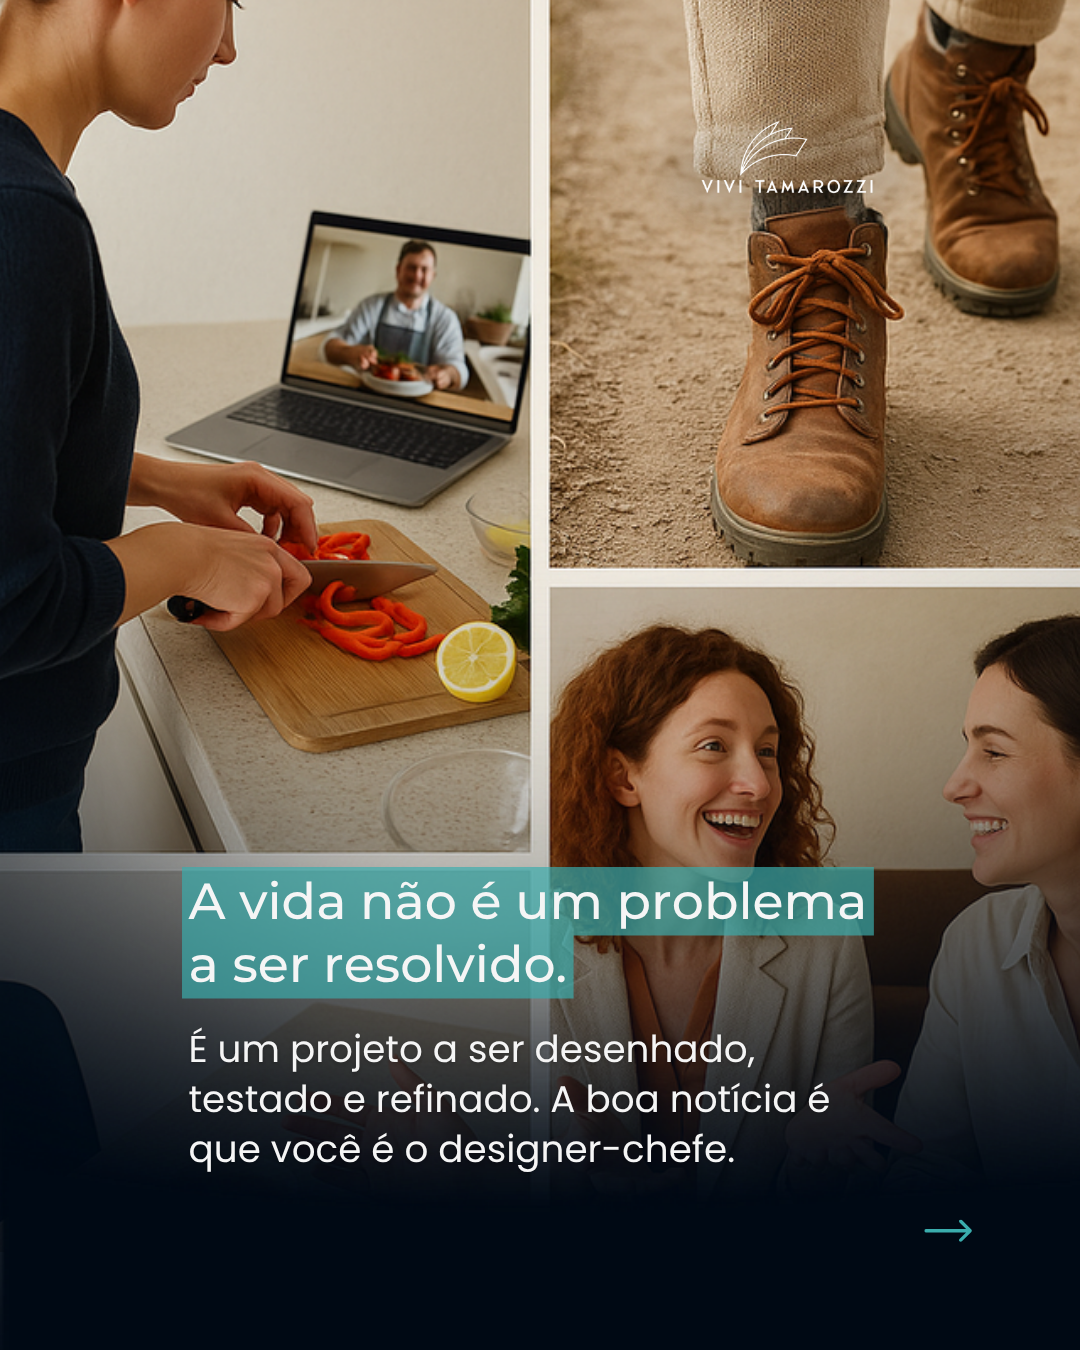 VIVI TAMAROZZI
A vida não é um problema
a ser resolvido.
É um projeto a ser desenhado,
testado e refinado. A boa notícia é
que você é o designer-chefe.